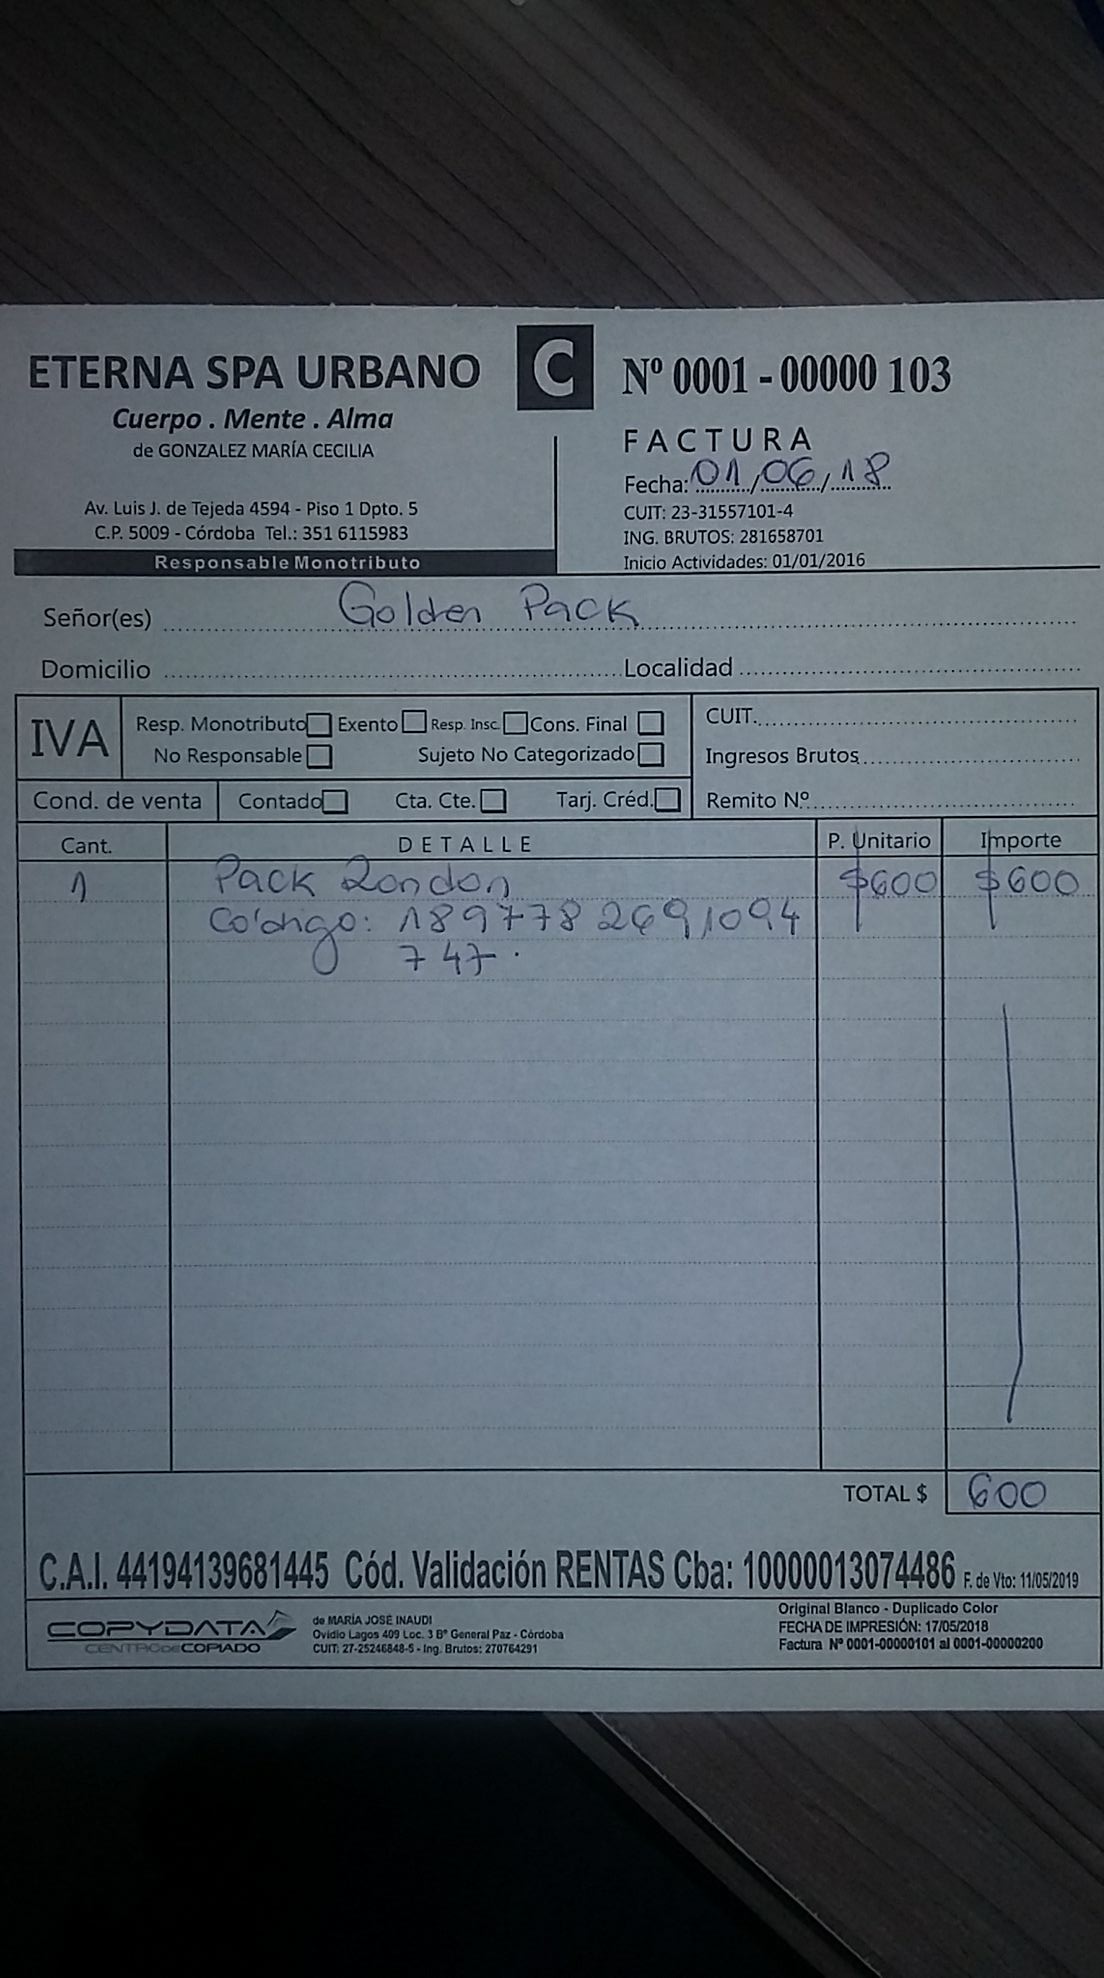 ETERNA SPA URBANO
Cuerpo . Mente . Alma
de GONZALEZ MARÍA CECILIA
Av. Luis J. de Tejeda 4594 - Piso 1 Dpto. 5
C.P. 5009 - Córdoba Tel.: 351 6115983
Responsable Monotributo
C
Nº 0001 - 00000 103
FACTURA
Fecha: 01/06/18
CUIT: 23-31557101-4
ING. BRUTOS: 281658701
Inicio Actividades: 01/01/2016
Señor(es) Golden Pack
Domicilio Localidad
IVA
Resp. Monotributo Exento Resp. Insc. Cons. Final
No Responsable Sujeto No Categorizado
CUIT.
Ingresos Brutos
Cond. de venta Contado Cta. Cte. Tarj. Créd. Remito Nº
Cant. DETALLE P. Unitario Importe
1 Pack $600 $600
747.
TOTAL $ 600
C.A.I. 44194139681445 Cód. Validación RENTAS Cba: 10000013074486 F. de Vto: 11/05/2019
COPYDATA
CENTRO DE COPIADO
de MARÍA JOSÉ INAUDI
Ovidio Lagos 409 Loc. 3 Bº General Paz - Córdoba
CUIT: 27-25246848-5 - Ing. Brutos: 270764291
Original Blanco - Duplicado Color
FECHA DE IMPRESIÓN: 17/05/2018
Factura Nº 0001-00000101 al 0001-00000200